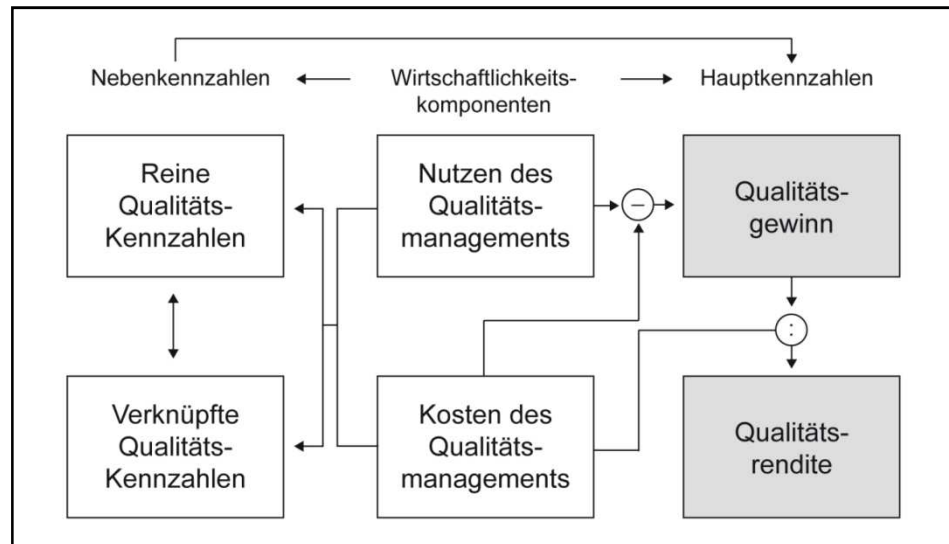 Nebenkennzahlen
Wirtschaftlichkeits-
komponenten
Hauptkennzahlen
Reine
Qualitäts-
Kennzahlen
Nutzen des
Qualitäts-
managements
–
Qualitäts-
gewinn
:
Verknüpfte
Qualitäts-
Kennzahlen
Kosten des
Qualitäts-
managements
Qualitäts-
rendite